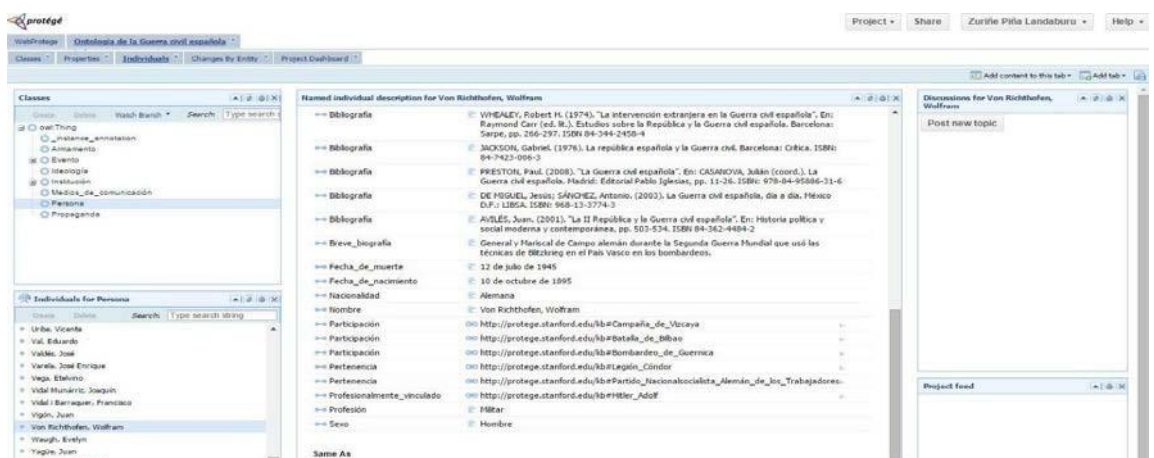 protégé
Project Share Zuriñe Piña Landaburu Help
WebProtege Ontología de la Guerra civil española
Classes Properties Individuals Changes By Entity Project Dashboard
Add content to this tab Add tab
Classes
Create Delete Watch Branch Search: Type search
owl:Thing
_instance_annotation
Armamento
Evento
Ideología
Institución
Medios_de_comunicación
Persona
Propaganda
Individuals for Persona
Create Delete Search: Type search string
Uribe, Vicente
Val, Eduardo
Valdés, José
Varela, José Enrique
Vega, Etelvino
Vidal Munárriz, Joaquín
Vidal i Barraquer, Francisco
Vigón, Juan
Von Richthofen, Wolfram
Waugh, Evelyn
Yagüe, Juan
Named individual description for Von Richthofen, Wolfram
Bibliografía WHEALEY, Robert H. (1974). "La intervención extranjera en la Guerra civil española". En:
Raymond Carr (ed. lit.). Estudios sobre la República y la Guerra civil española. Barcelona:
Sarpe, pp. 266-297. ISBN 84-344-2458-4
Bibliografía JACKSON, Gabriel. (1976). La república española y la Guerra civil. Barcelona: Crítica. ISBN:
84-7423-006-3
Bibliografía PRESTON, Paul. (2008). "La Guerra civil española". En: CASANOVA, Julián (coord.). La
Guerra civil española. Madrid: Editorial Pablo Iglesias, pp. 11-26. ISBN: 978-84-95886-31-6
Bibliografía DE MIGUEL, Jesús; SÁNCHEZ, Antonio. (2003). La Guerra civil española, día a día. México
D.F.: LIBSA. ISBN: 968-13-3774-3
Bibliografía AVILÉS, Juan. (2001). "La II República y la Guerra civil española". En: Historia política y
social moderna y contemporánea, pp. 503-534. ISBN 84-362-4484-2
Breve_biografía General y Mariscal de Campo alemán durante la Segunda Guerra Mundial que usó las
técnicas de Blitzkrieg en el País Vasco en los bombardeos.
Fecha_de_muerte 12 de julio de 1945
Fecha_de_nacimiento 10 de octubre de 1895
Nacionalidad Alemana
Nombre Von Richthofen, Wolfram
Participación http://protege.stanford.edu/kb#Campaña_de_Vizcaya
Participación http://protege.stanford.edu/kb#Batalla_de_Bilbao
Participación http://protege.stanford.edu/kb#Bombardeo_de_Guernica
Pertenencia http://protege.stanford.edu/kb#Legión_Cóndor
Pertenencia http://protege.stanford.edu/kb#Partido_Nacionalsocialista_Alemán_de_los_Trabajadores
Profesionalmente_vinculado http://protege.stanford.edu/kb#Hitler_Adolf
Profesión Militar
Sexo Hombre
Same As
Discussions for Von Richthofen,
Wolfram
Post new topic
Project feed